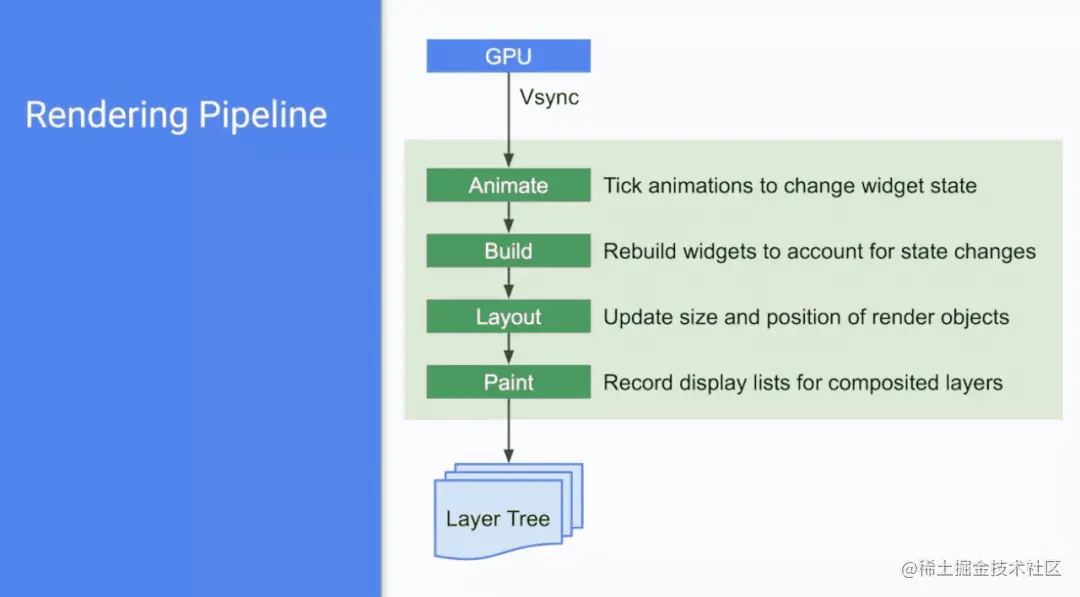 Rendering Pipeline
GPU
Vsync
Animate Tick animations to change widget state
Build Rebuild widgets to account for state changes
Layout Update size and position of render objects
Paint Record display lists for composited layers
Layer Tree
@稀土掘金技术社区